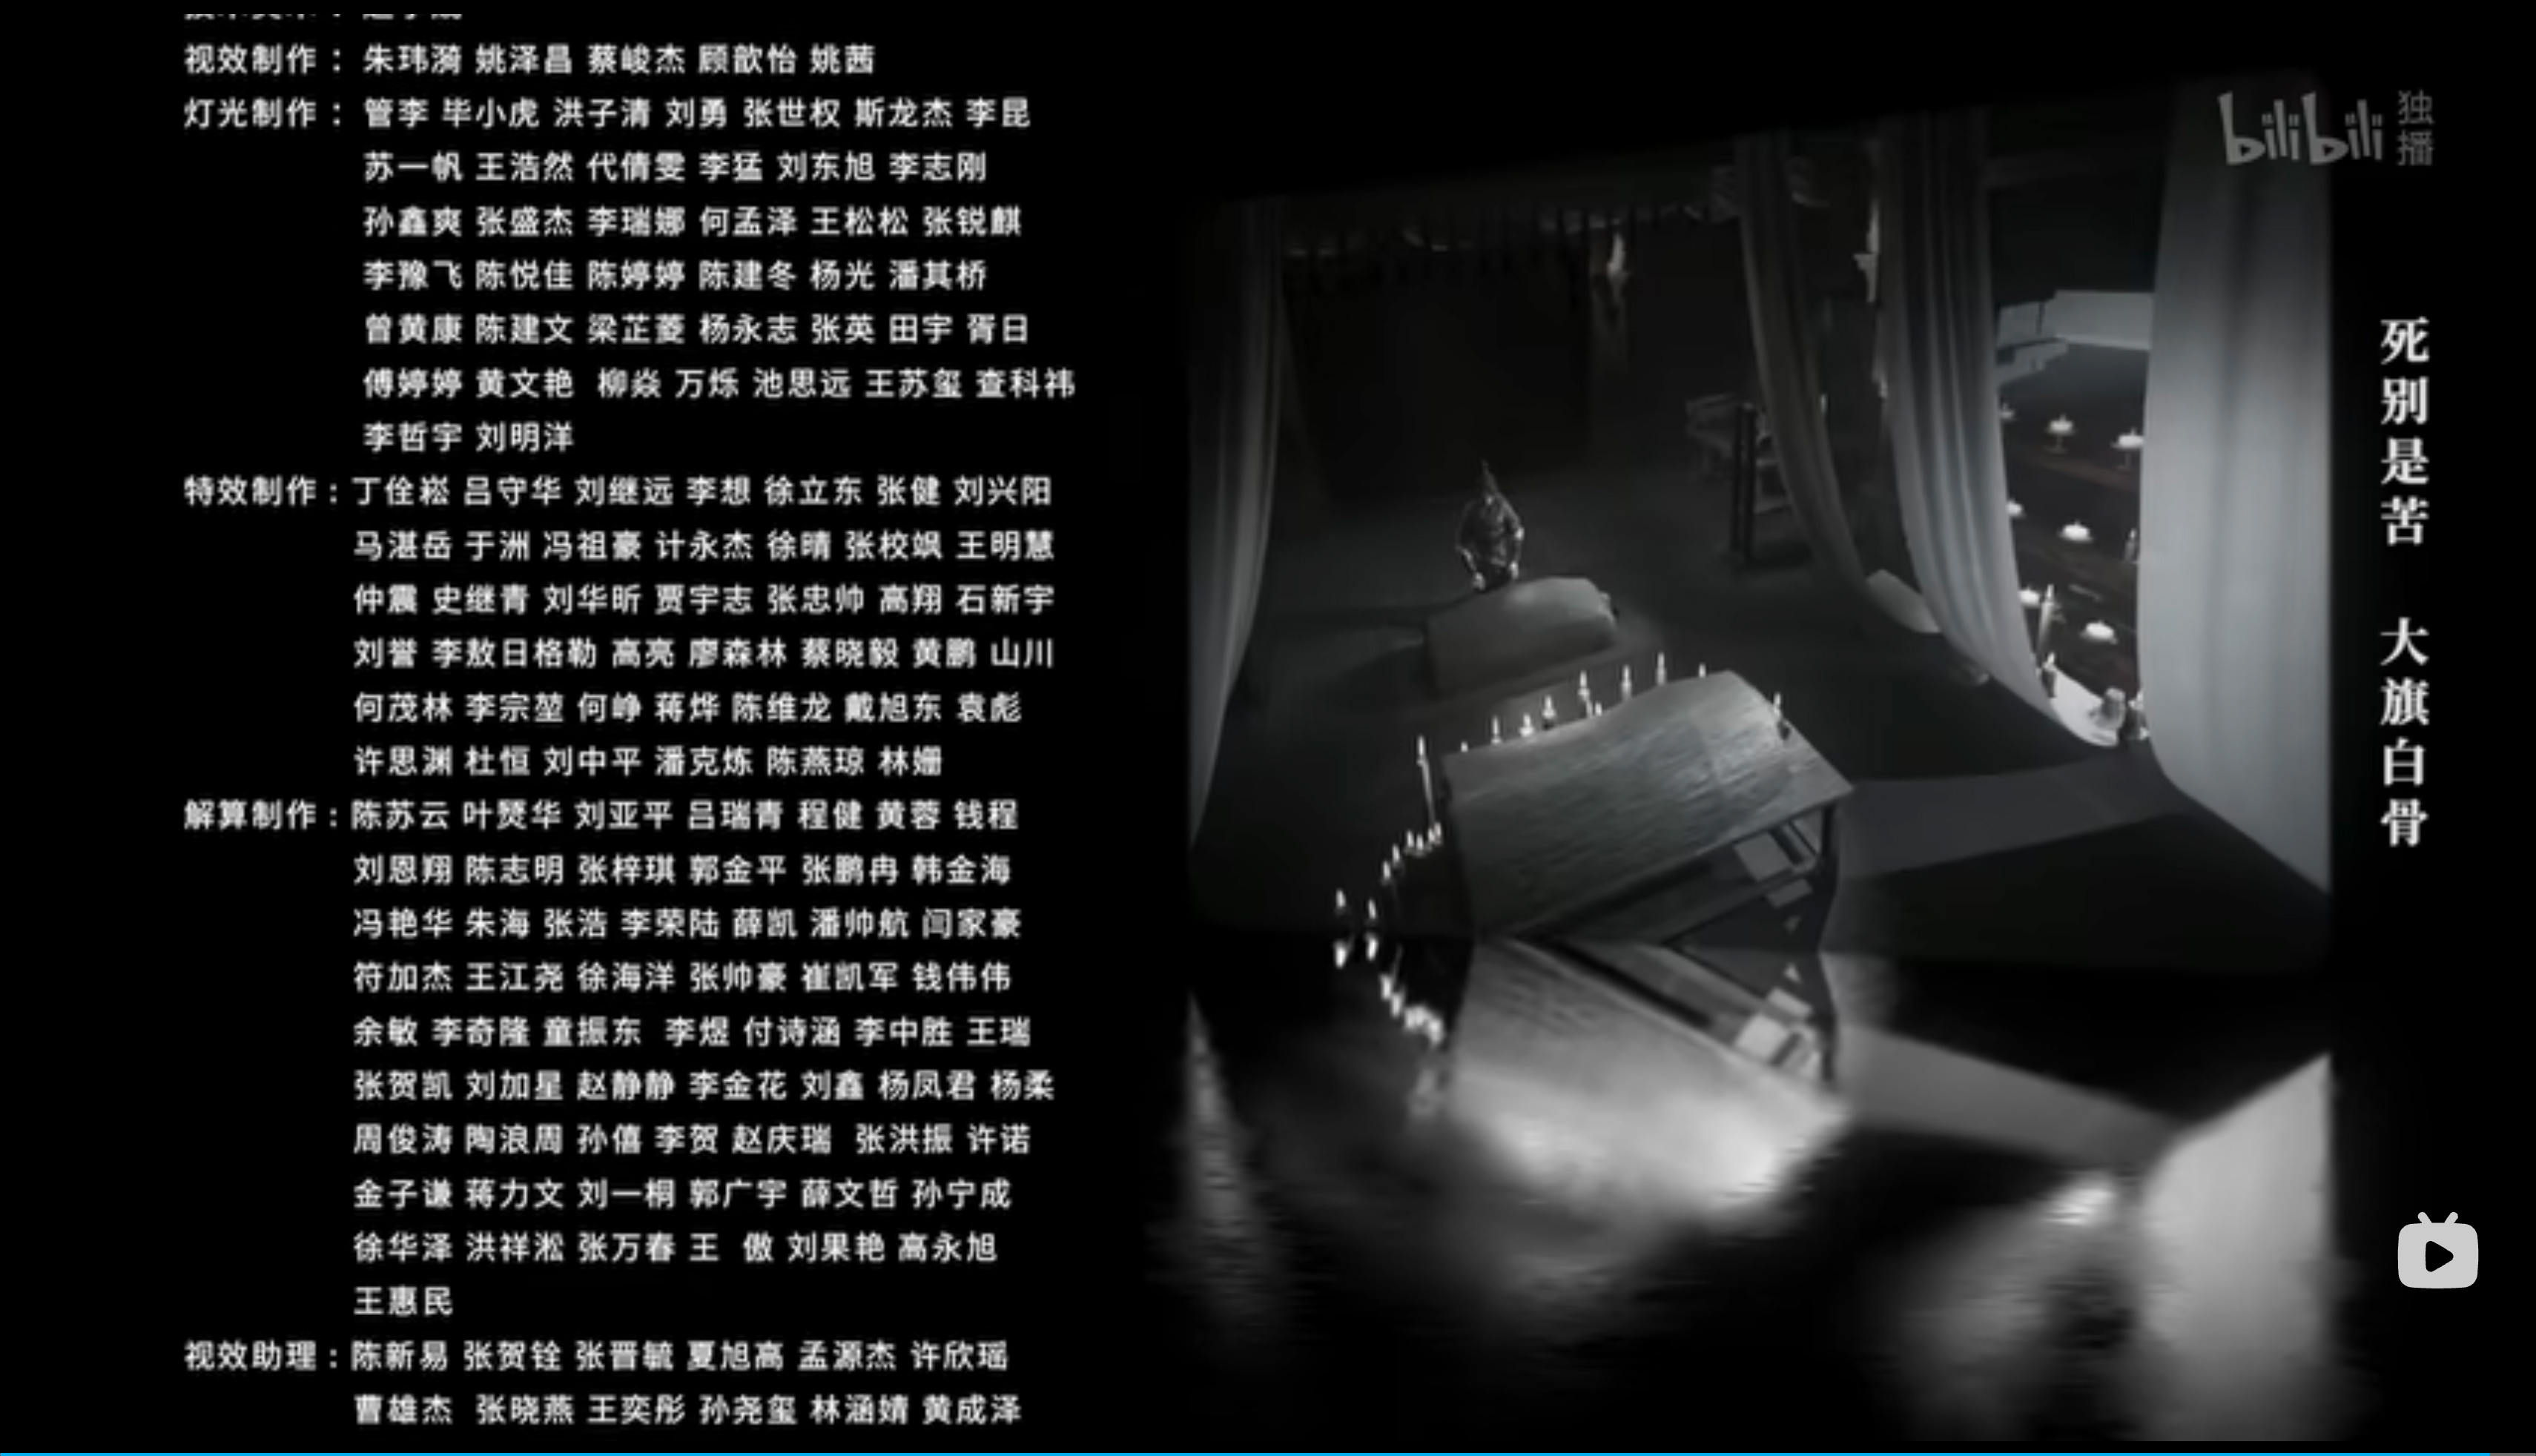 视效制作： 朱玮漪 姚泽昌 蔡峻杰 顾歆怡 姚茜
灯光制作： 管李 毕小虎 洪子清 刘勇 张世权 斯龙杰 李昆
苏一帆 王浩然 代倩雯 李猛 刘东旭 李志刚
孙鑫爽 张盛杰 李瑞娜 何孟泽 王松松 张锐麒
李豫飞 陈悦佳 陈婷婷 陈建冬 杨光 潘其桥
曾黄康 陈建文 梁芷菱 杨永志 张英 田宇 胥日
傅婷婷 黄文艳 柳焱 万烁 池思远 王苏玺 查科祎
李哲宇 刘明洋
特效制作：丁佺崧 吕守华 刘继远 李想 徐立东 张健 刘兴阳
马湛岳 于洲 冯祖豪 计永杰 徐晴 张校飒 王明慧
仲震 史继青 刘华昕 贾宇志 张忠帅 高翔 石新宇
刘誉 李敖日格勒 高亮 廖森林 蔡晓毅 黄鹏 山川
何茂林 李宗堃 何峥 蒋烨 陈维龙 戴旭东 袁彪
许思渊 杜恒 刘中平 潘克炼 陈燕琼 林姗
解算制作：陈苏云 叶赟华 刘亚平 吕瑞青 程健 黄蓉 钱程
刘恩翔 陈志明 张梓琪 郭金平 张鹏冉 韩金海
冯艳华 朱海 张浩 李荣陆 薛凯 潘帅航 闫家豪
符加杰 王江尧 徐海洋 张帅豪 崔凯军 钱伟伟
余敏 李奇隆 童振东 李煜 付诗涵 李中胜 王瑞
张贺凯 刘加星 赵静静 李金花 刘鑫 杨凤君 杨柔
周俊涛 陶浪周 孙僖 李贺 赵庆瑞 张洪振 许诺
金子谦 蒋力文 刘一桐 郭广宇 薛文哲 孙宁成
徐华泽 洪祥淞 张万春 王 傲 刘果艳 高永旭
王惠民
视效助理：陈新易 张贺铨 张晋毓 夏旭高 孟源杰 许欣瑶
曹雄杰 张晓燕 王奕彤 孙尧玺 林涵婧 黄成泽
bilibili 独播
死别是苦 大旗白骨